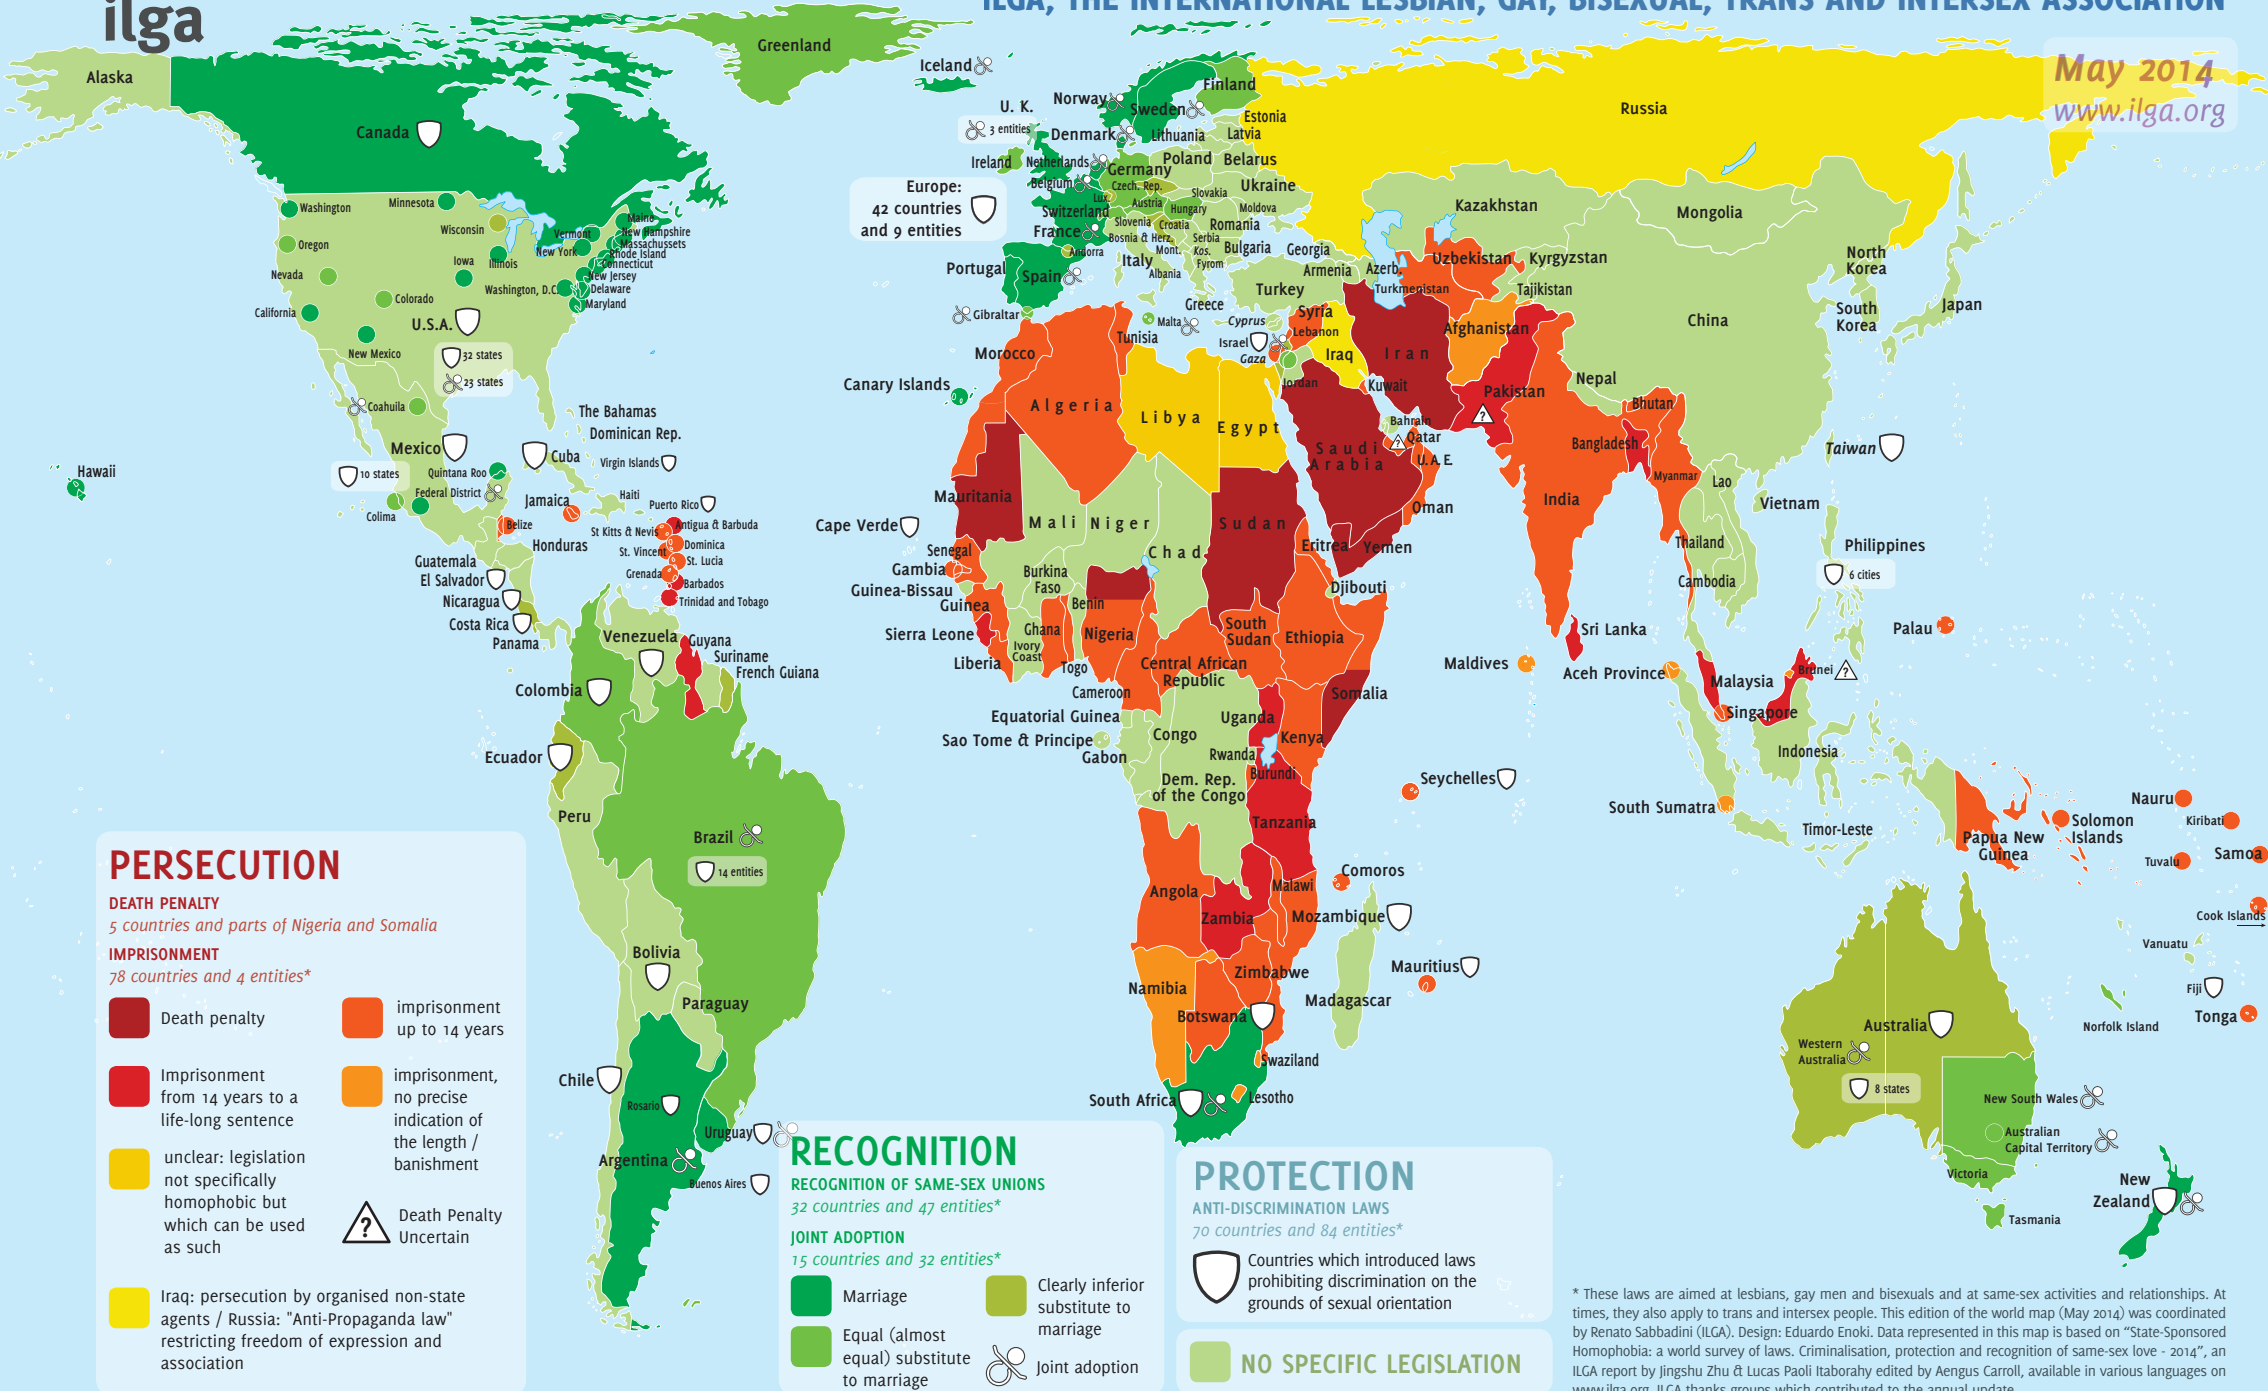 ilga
ILGA, THE INTERNATIONAL LESBIAN, GAY, BISEXUAL, TRANS AND INTERSEX ASSOCIATION
May 2014
www.ilga.org
Alaska
Canada
Greenland
Iceland
Norway
Sweden
Finland
Russia
U. K.
3 entities
Denmark
Estonia
Latvia
Lithuania
Ireland
Netherlands
Germany
Poland
Belarus
Belgium
Czech. Rep.
Slovakia
Ukraine
Lux.
Austria
Hungary
Moldova
Europe:
42 countries
and 9 entities
Switzerland
Slovenia
Croatia
Romania
France
Bosnia & Herz.
Serbia
Bulgaria
Georgia
Andorra
Mont.
Kos.
Fyrom
Portugal
Spain
Italy
Albania
Armenia
Azerb.
Turkey
Greece
Gibraltar
Malta
Cyprus
Syria
Lebanon
Israel
Gaza
Iraq
Iran
Jordan
Kuwait
Kazakhstan
Mongolia
Uzbekistan
Kyrgyzstan
Turkmenistan
Tajikistan
Afghanistan
Pakistan
China
North
Korea
South
Korea
Japan
Nepal
Bhutan
Bangladesh
Myanmar
India
Lao
Vietnam
Thailand
Cambodia
Taiwan
Philippines
6 cities
Palau
Sri Lanka
Maldives
Aceh Province
Malaysia
Brunei
?
Singapore
Indonesia
South Sumatra
Timor-Leste
Papua New
Guinea
Solomon
Islands
Nauru
Kiribati
Tuvalu
Samoa
Cook Islands
Vanuatu
Fiji
Tonga
Norfolk Island
Australia
Western
Australia
8 states
New South Wales
Australian
Capital Territory
Victoria
Tasmania
New
Zealand
Washington
Oregon
Nevada
California
Colorado
New Mexico
Minnesota
Wisconsin
Iowa
Illinois
Vermont
New York
Maino
New Hampshire
Massachussets
Rhode Island
Connecticut
New Jersey
Washington, D.C.
Delaware
Maryland
U.S.A.
32 states
23 states
Hawaii
Coahuila
Mexico
10 states
Quintana Roo
Federal District
Colima
The Bahamas
Dominican Rep.
Cuba
Virgin Islands
Haiti
Puerto Rico
Jamaica
Belize
Honduras
Guatemala
El Salvador
Nicaragua
Costa Rica
Panama
Antigua & Barbuda
St Kitts & Nevis
Dominica
St. Vincent
St. Lucia
Grenada
Barbados
Trinidad and Tobago
Venezuela
Guyana
Suriname
French Guiana
Colombia
Ecuador
Peru
Brazil
14 entities
Bolivia
Paraguay
Chile
Rosario
Uruguay
Argentina
Buenos Aires
Morocco
Tunisia
Canary Islands
Algeria
Libya
Egypt
Saudi
Arabia
Bahrain
?
Qatar
U.A.E.
Oman
Yemen
?
Mauritania
Mali
Niger
Chad
Sudan
Eritrea
Djibouti
Cape Verde
Senegal
Gambia
Guinea-Bissau
Guinea
Sierra Leone
Liberia
Burkina
Faso
Ivory
Coast
Ghana
Togo
Benin
Nigeria
Cameroon
Central African
Republic
South
Sudan
Ethiopia
Somalia
Equatorial Guinea
Sao Tome & Principe
Gabon
Congo
Dem. Rep.
of the Congo
Uganda
Kenya
Rwanda
Burundi
Tanzania
Seychelles
Comoros
Angola
Zambia
Malawi
Mozambique
Mauritius
Madagascar
Zimbabwe
Namibia
Botswana
Swaziland
Lesotho
South Africa
PERSECUTION
DEATH PENALTY
5 countries and parts of Nigeria and Somalia
IMPRISONMENT
78 countries and 4 entities*
Death penalty
imprisonment
up to 14 years
Imprisonment
from 14 years to a
life-long sentence
imprisonment,
no precise
indication of
the length /
banishment
unclear: legislation
not specifically
homophobic but
which can be used
as such
?
Death Penalty
Uncertain
Iraq: persecution by organised non-state
agents / Russia: "Anti-Propaganda law"
restricting freedom of expression and
association
RECOGNITION
RECOGNITION OF SAME-SEX UNIONS
32 countries and 47 entities*
JOINT ADOPTION
15 countries and 32 entities*
Marriage
Equal (almost
equal) substitute
to marriage
Clearly inferior
substitute to
marriage
Joint adoption
PROTECTION
ANTI-DISCRIMINATION LAWS
70 countries and 84 entities*
Countries which introduced laws
prohibiting discrimination on the
grounds of sexual orientation
NO SPECIFIC LEGISLATION
* These laws are aimed at lesbians, gay men and bisexuals and at same-sex activities and relationships. At
times, they also apply to trans and intersex people. This edition of the world map (May 2014) was coordinated
by Renato Sabbadini (ILGA). Design: Eduardo Enoki. Data represented in this map is based on "State-Sponsored
Homophobia: a world survey of laws. Criminalisation, protection and recognition of same-sex love - 2014", an
ILGA report by Jingshu Zhu & Lucas Paoli Itaborahy edited by Aengus Carroll, available in various languages on
www.ilga.org. ILGA thanks groups which contributed to the annual update.